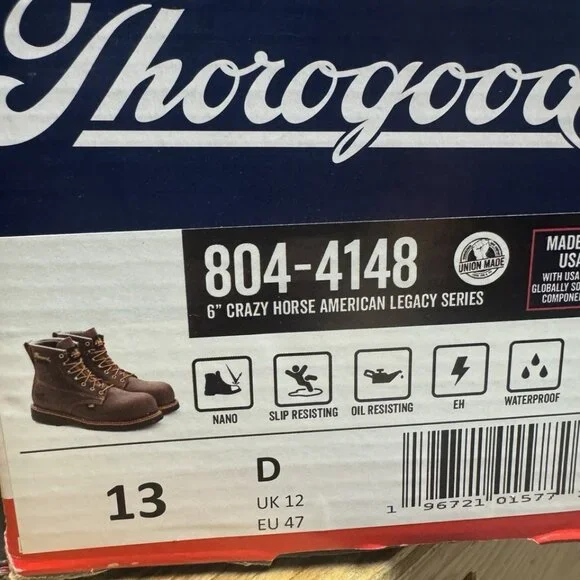 Thorogood
804-4148
6" CRAZY HORSE AMERICAN LEGACY SERIES
UNION MADE
MADE
USA
WITH USA
GLOBALLY SO
COMPONE
NANO
SLIP RESISTING
OIL RESISTING
EH
WATERPROOF
13
D
UK 12
EU 47
1 96721 01577